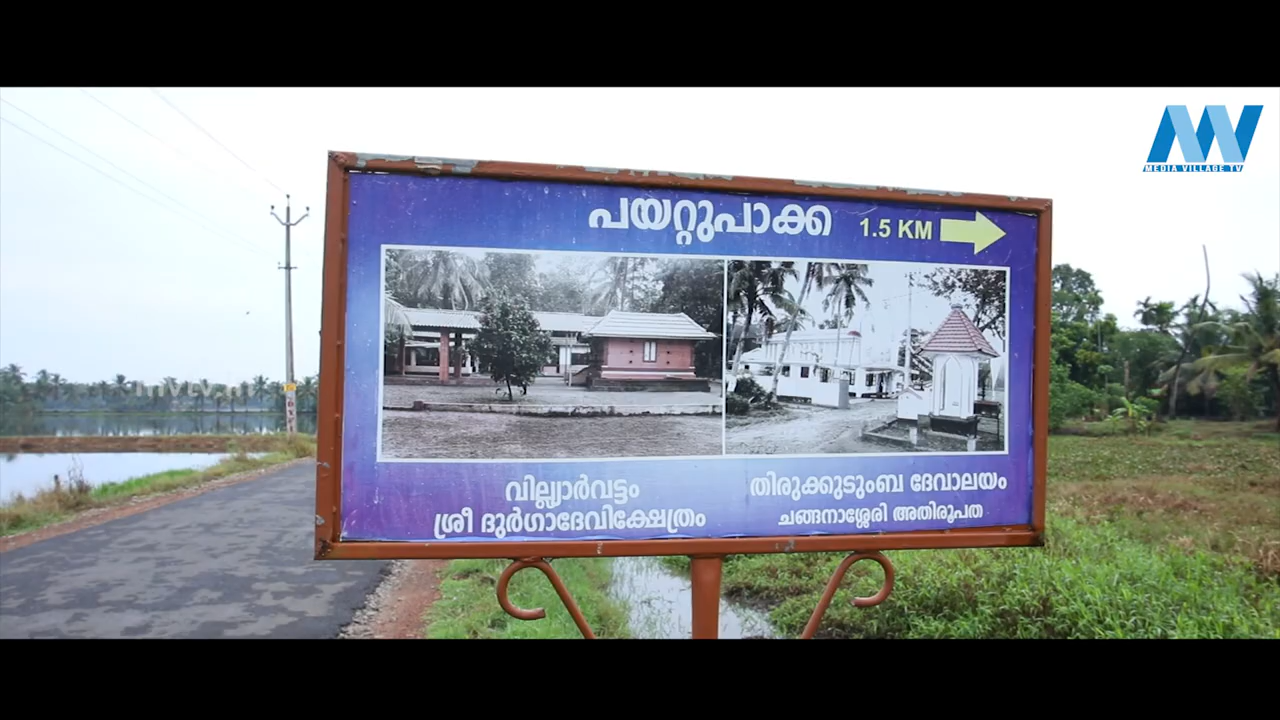 MEDIA VILLAGE TV
പയറ്റുപാക്ക 1.5 KM
വില്ല്യാർവട്ടം
ശ്രീ ദുർഗാദേവിക്ഷേത്രം
തിരുക്കുടുംബ ദേവാലയം
ചങ്ങനാശ്ശേരി അതിരൂപത